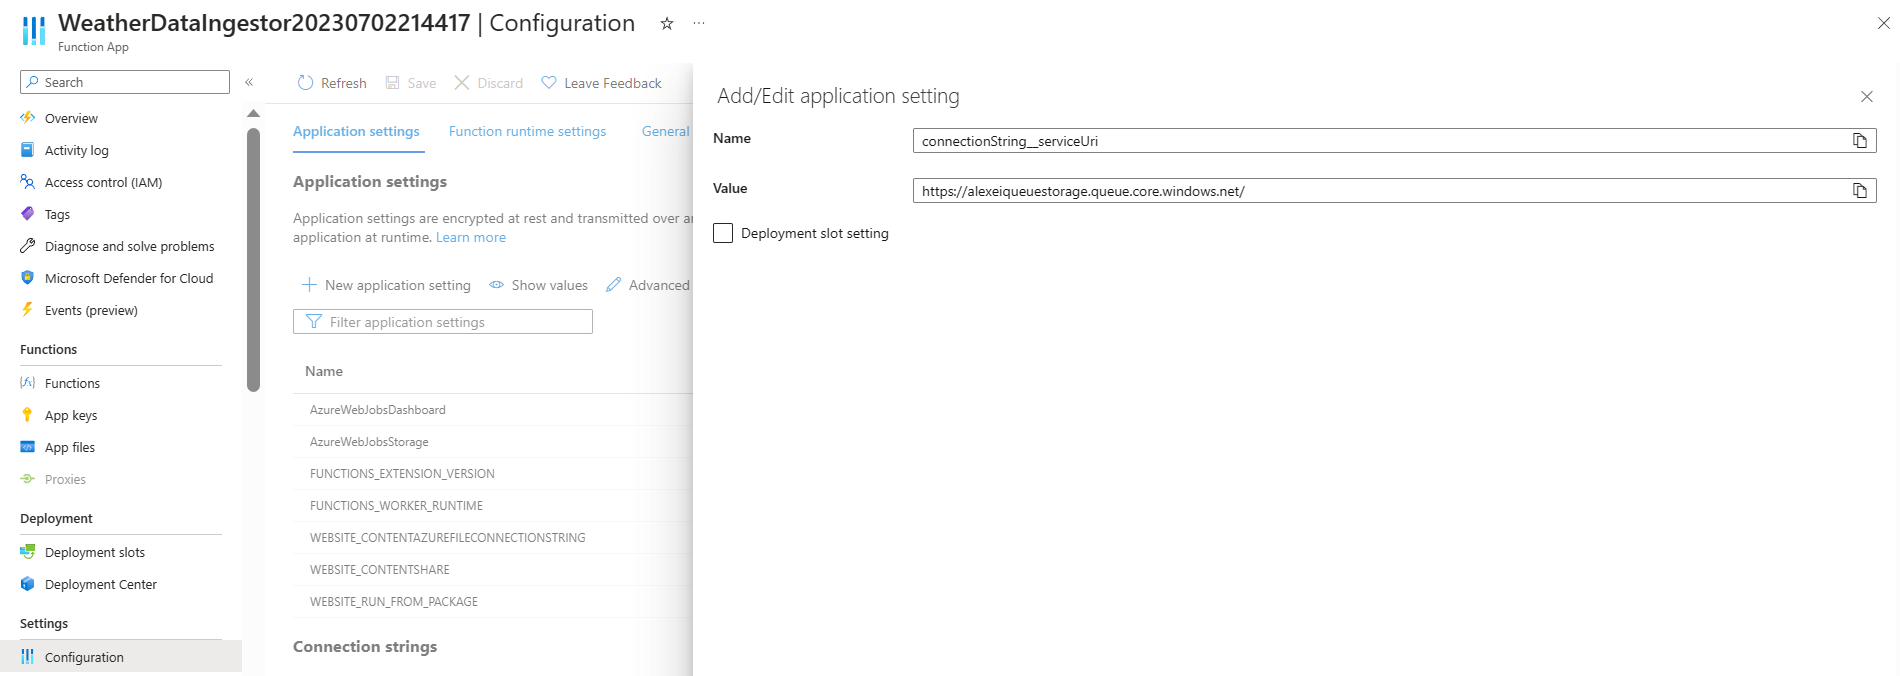 WeatherDataIngestor20230702214417 | Configuration
Function App
Search
Overview
Activity log
Access control (IAM)
Tags
Diagnose and solve problems
Microsoft Defender for Cloud
Events (preview)
Functions
Functions
App keys
App files
Proxies
Deployment
Deployment slots
Deployment Center
Settings
Configuration
Refresh
Save
Discard
Leave Feedback
Application settings
Function runtime settings
General
Application settings
Application settings are encrypted at rest and transmitted over
application at runtime. Learn more
New application setting
Show values
Advanced
Filter application settings
Name
AzureWebJobsDashboard
AzureWebJobsStorage
FUNCTIONS_EXTENSION_VERSION
FUNCTIONS_WORKER_RUNTIME
WEBSITE_CONTENTAZUREFILECONNECTIONSTRING
WEBSITE_CONTENTSHARE
WEBSITE_RUN_FROM_PACKAGE
Connection strings
Add/Edit application setting
Name
connectionString__serviceUri
Value
https://alexeiqueuestorage.queue.core.windows.net/
Deployment slot setting